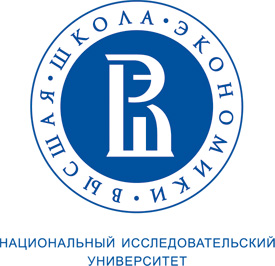 ВЫСШАЯ · ШКОЛА · ЭКОНОМИКИ ·
НАЦИОНАЛЬНЫЙ ИССЛЕДОВАТЕЛЬСКИЙ
УНИВЕРСИТЕТ